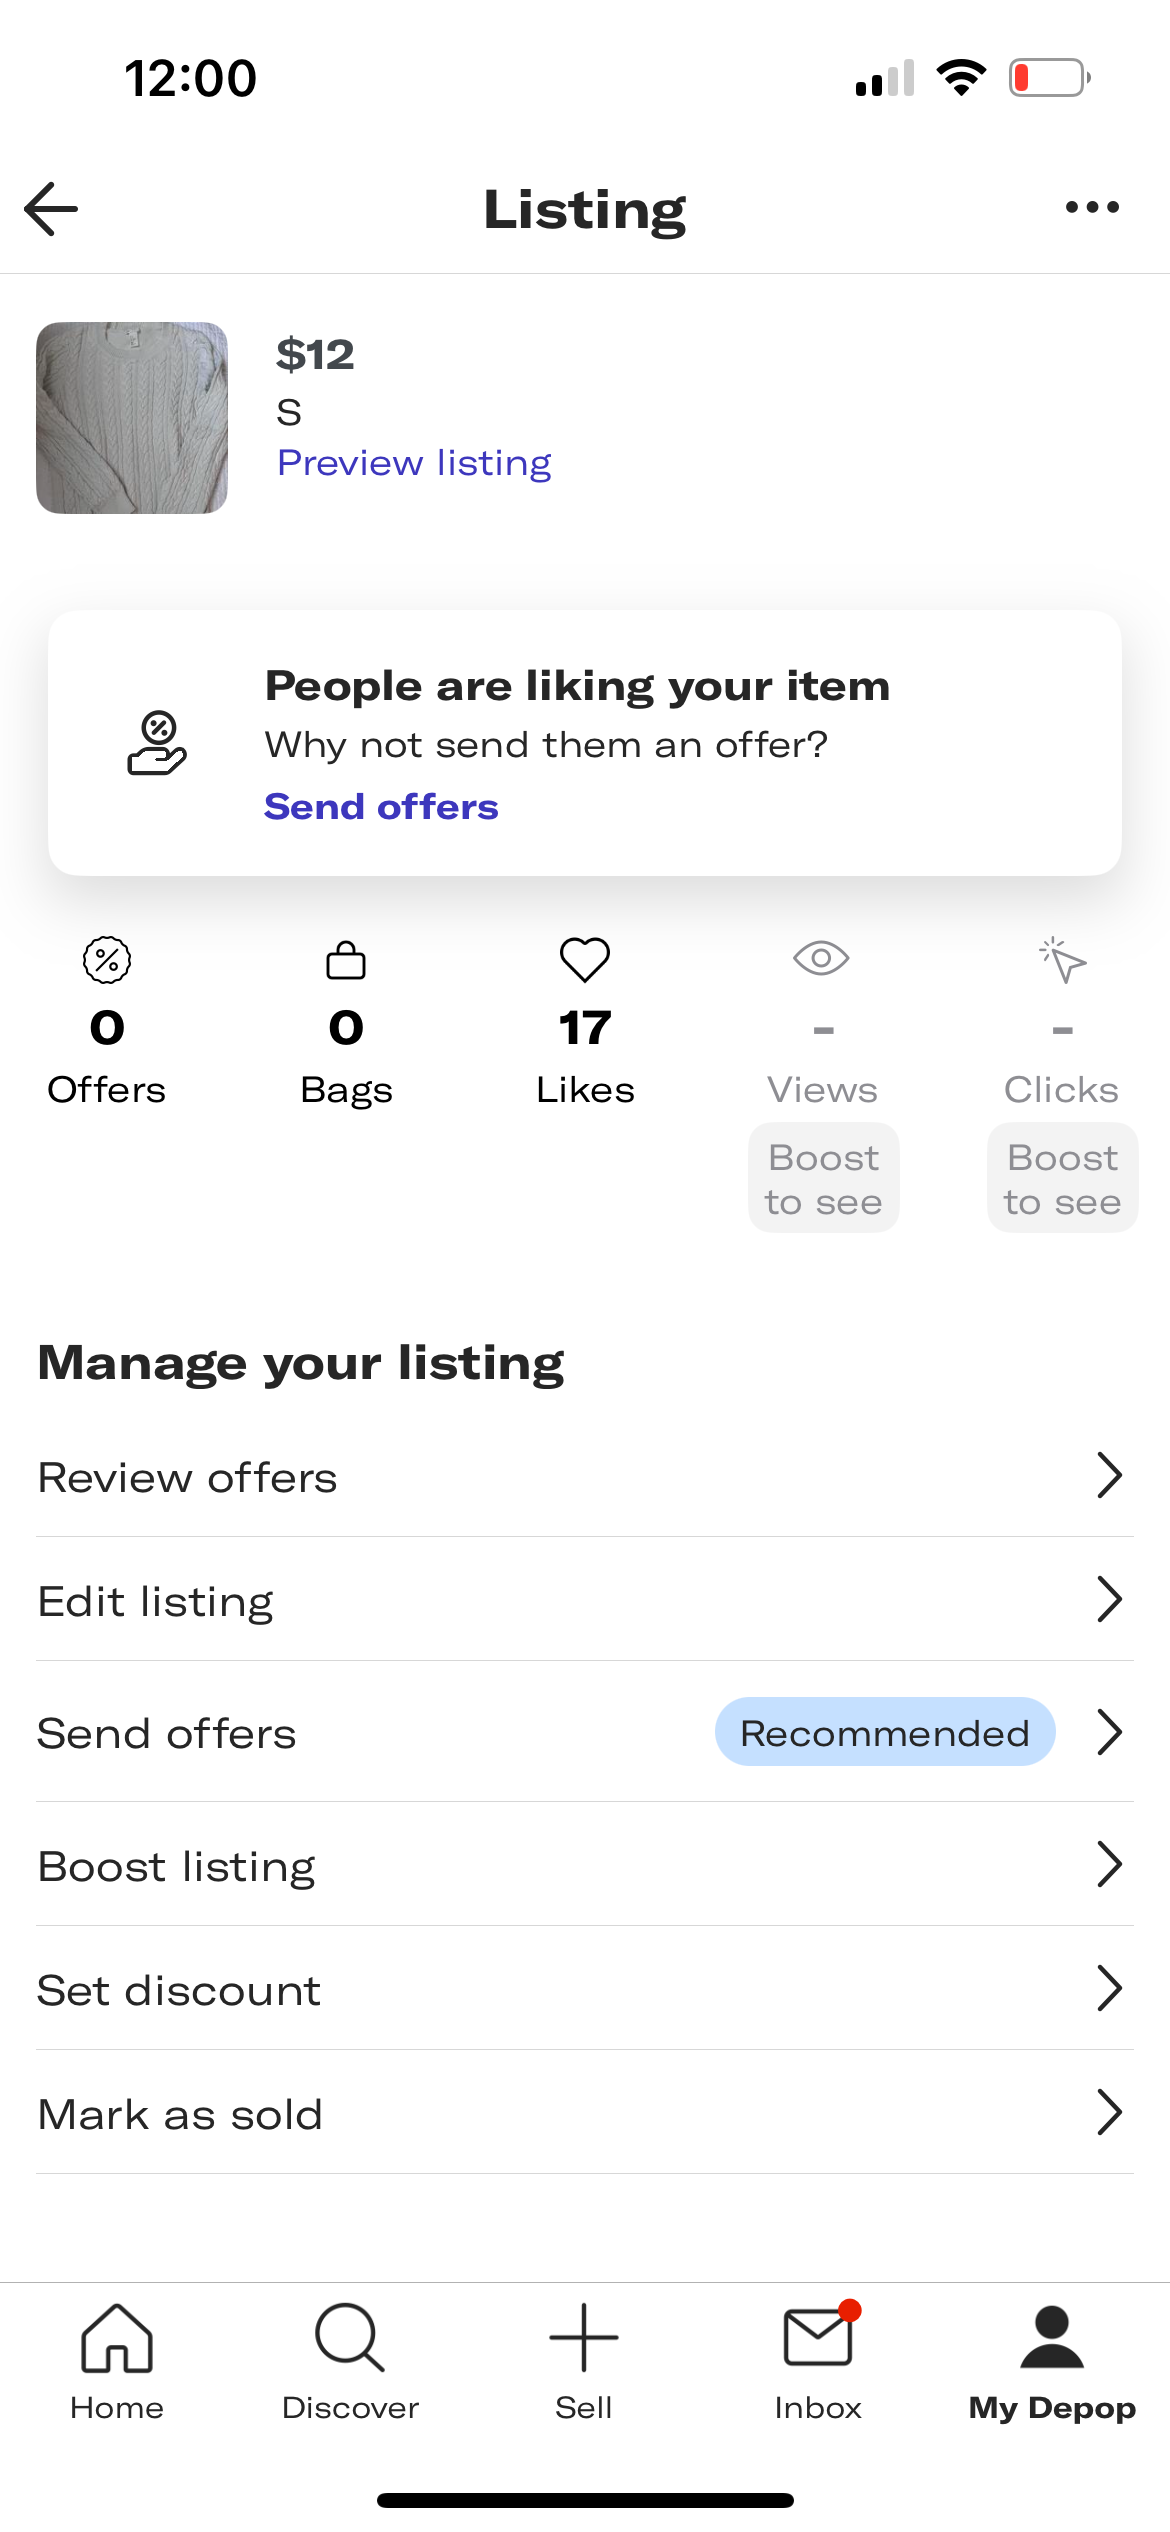 12:00
Listing
$12
S
Preview listing
People are liking your item
Why not send them an offer?
Send offers
0
0
17
-
-
Offers
Bags
Likes
Views
Clicks
Boost
to see
Boost
to see
Manage your listing
Review offers
Edit listing
Send offers
Recommended
Boost listing
Set discount
Mark as sold
Home
Discover
Sell
Inbox
My Depop